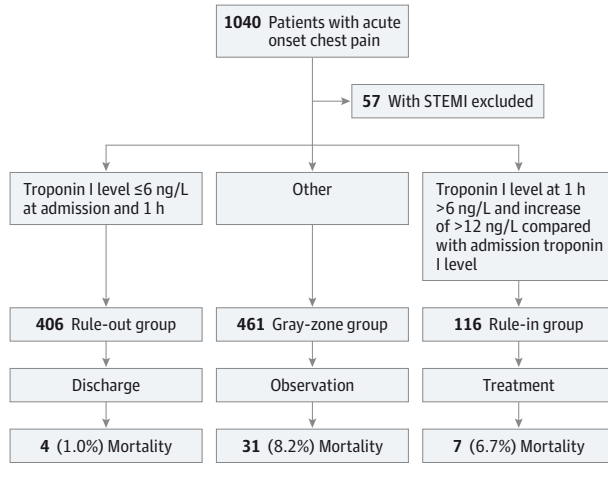 1040 Patients with acute
onset chest pain
57 With STEMI excluded
Troponin I level ≤6 ng/L
at admission and 1 h
Other
Troponin I level at 1 h
>6 ng/L and increase
of >12 ng/L compared
with admission troponin
I level
406 Rule-out group
461 Gray-zone group
116 Rule-in group
Discharge
Observation
Treatment
4 (1.0%) Mortality
31 (8.2%) Mortality
7 (6.7%) Mortality